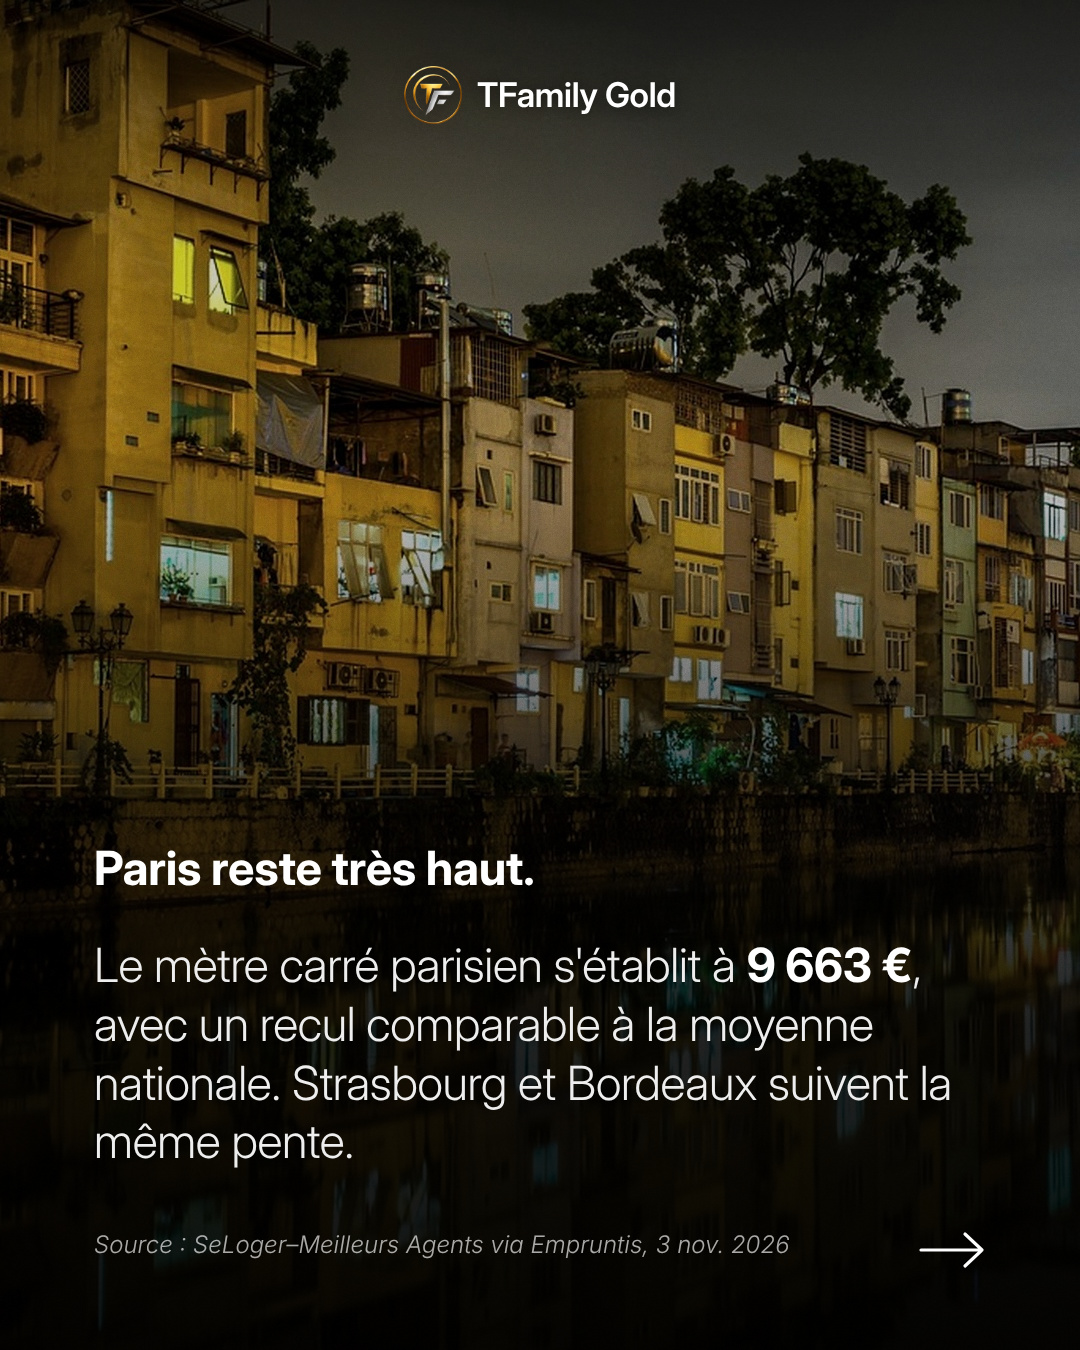 TF TFamily Gold
Paris reste très haut.
Le mètre carré parisien s'établit à 9 663 €,
avec un recul comparable à la moyenne
nationale. Strasbourg et Bordeaux suivent la
même pente.
Source : SeLoger–Meilleurs Agents via Empruntis, 3 nov. 2026